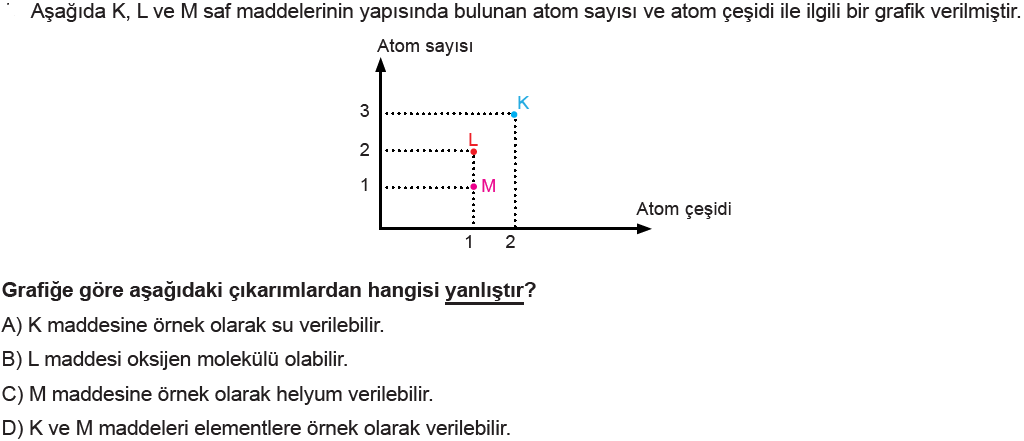 Aşağıda K, L ve M saf maddelerinin yapısında bulunan atom sayısı ve atom çeşidi ile ilgili bir grafik verilmiştir.
Atom sayısı
3
K
2
L
1
M
Atom çeşidi
1 2
Grafiğe göre aşağıdaki çıkarımlardan hangisi yanlıştır?
A) K maddesine örnek olarak su verilebilir.
B) L maddesi oksijen molekülü olabilir.
C) M maddesine örnek olarak helyum verilebilir.
D) K ve M maddeleri elementlere örnek olarak verilebilir.